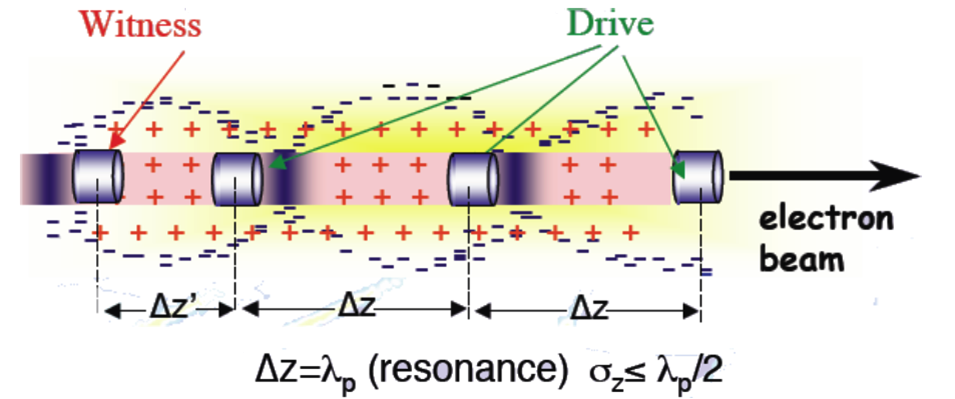 Witness
Drive
electron
beam
Δz’
Δz
Δz
Δz=λp (resonance) σz≤ λp/2